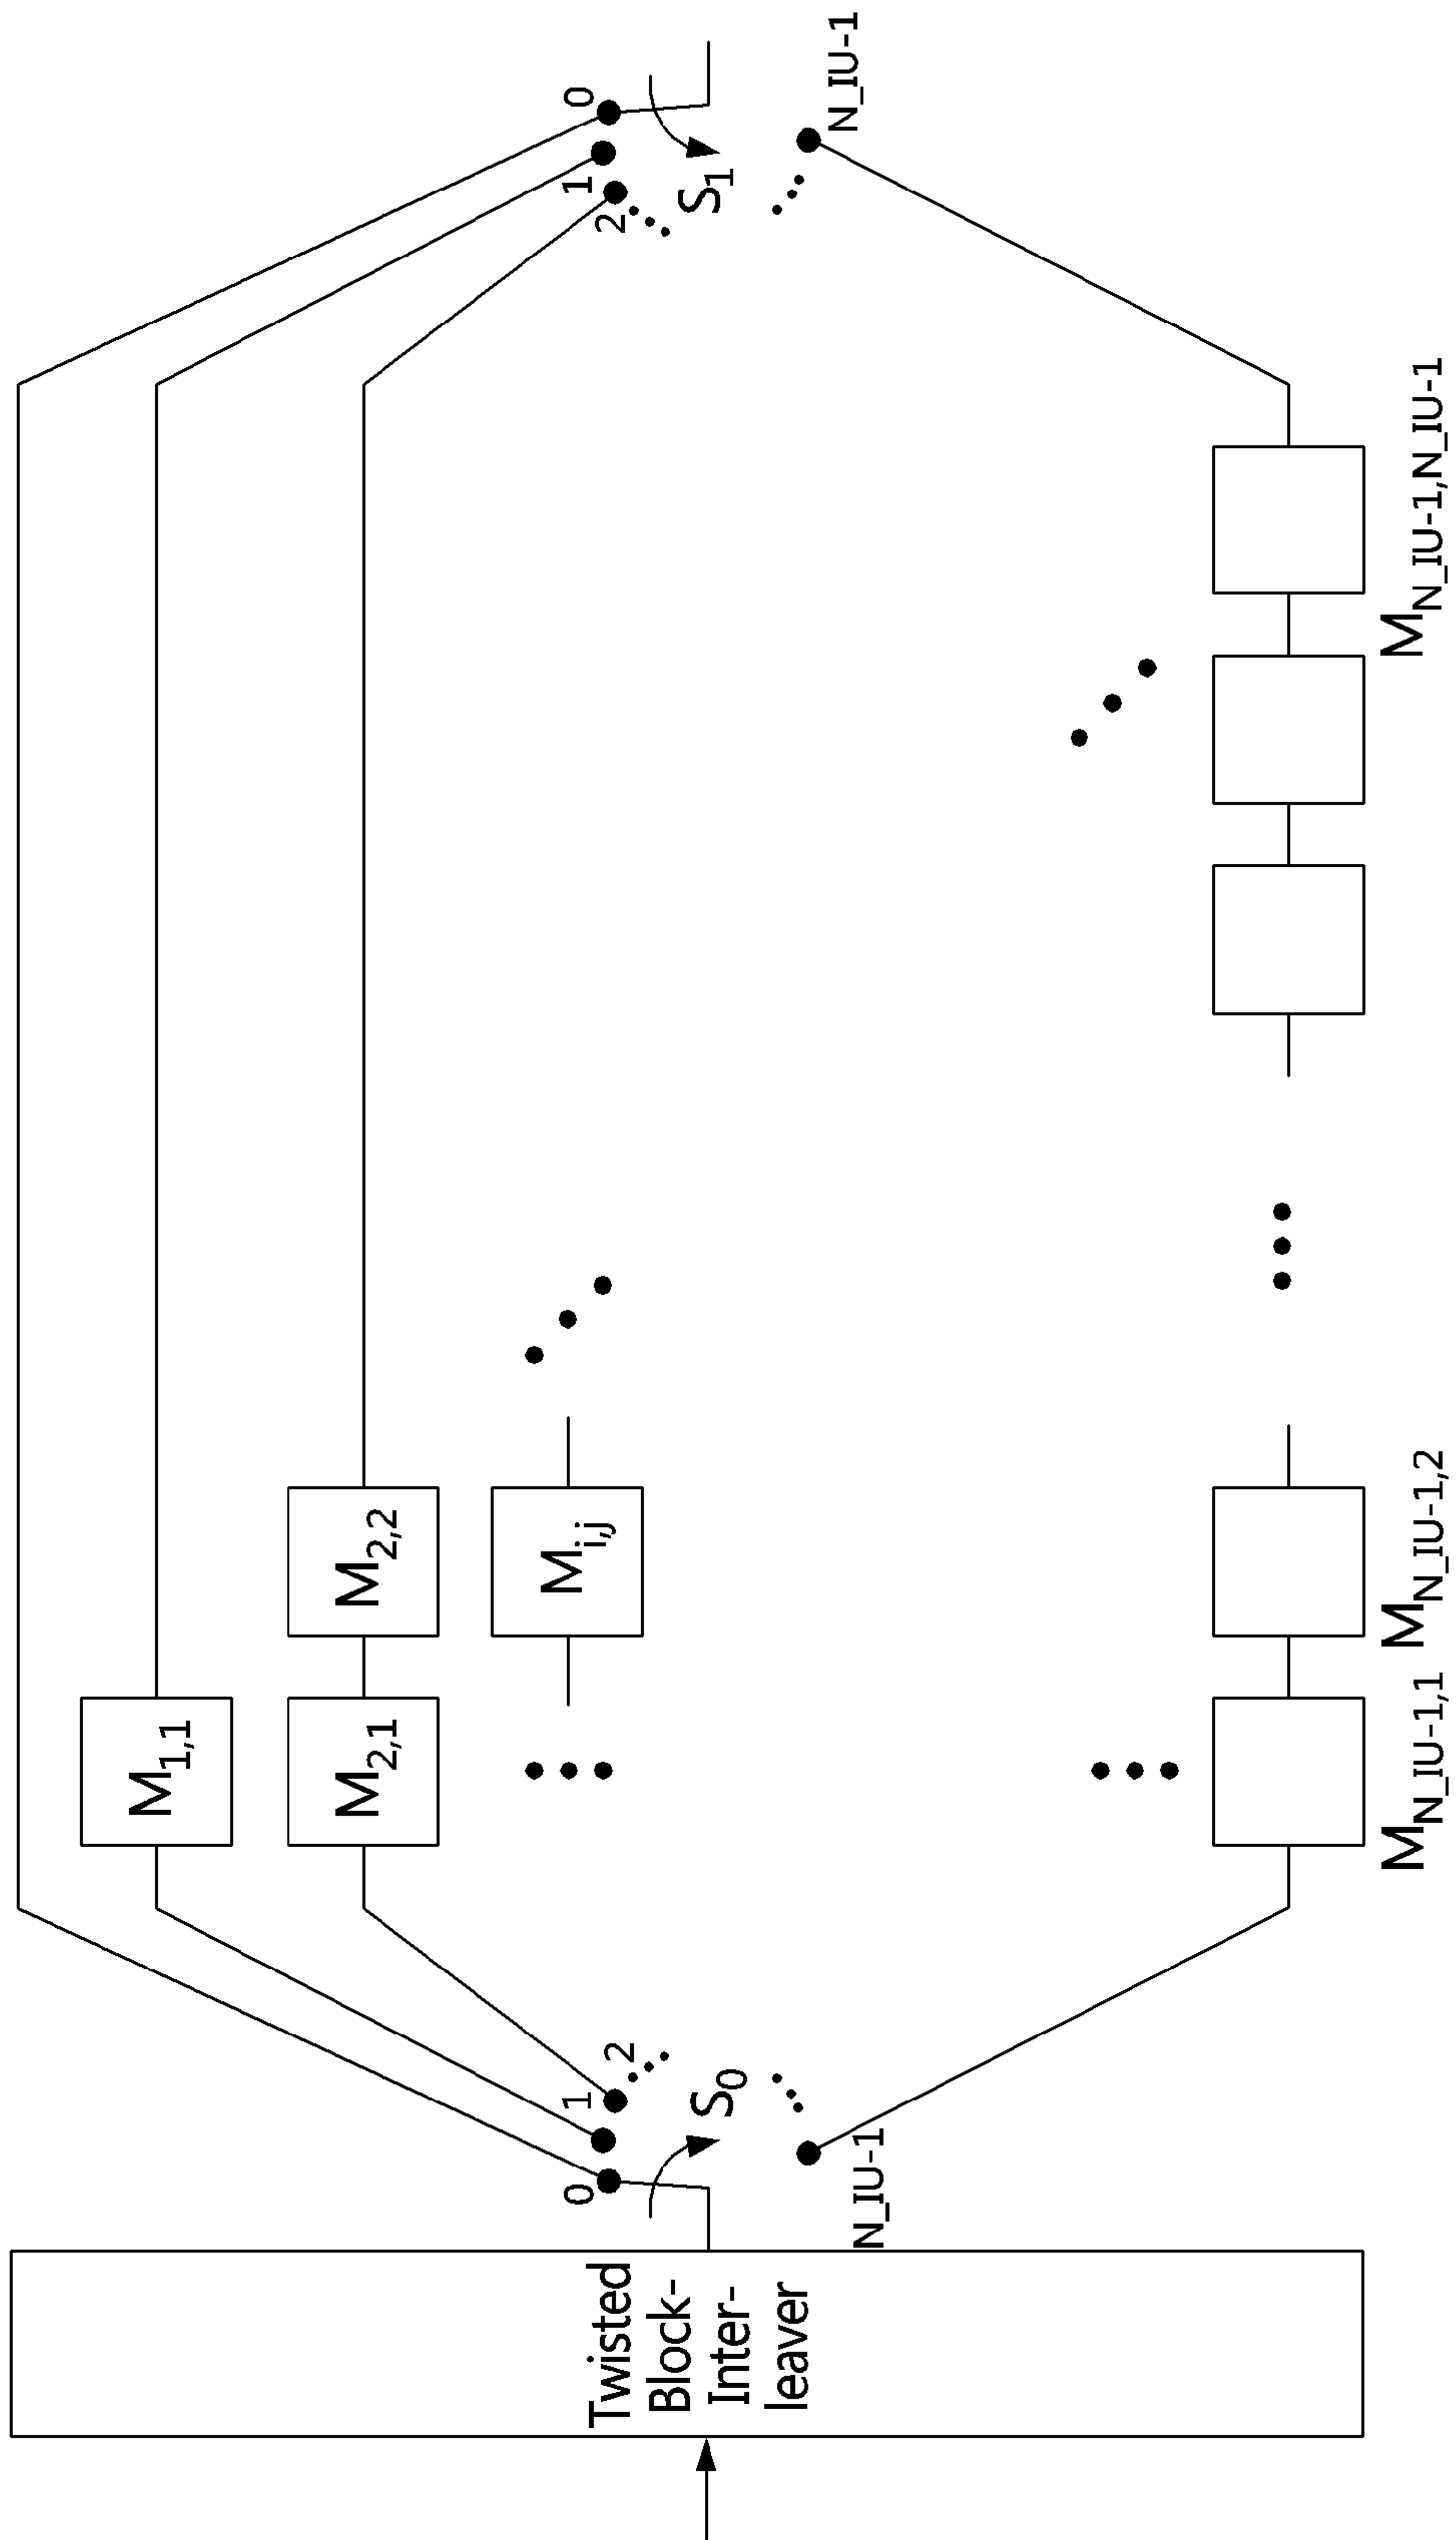 Twisted
Block-
Inter-
leaver
0
1
2
S0
N_IU-1
M1,1
M2,1
M2,2
Mi,j
MN_IU-1,1
MN_IU-1,2
MN_IU-1,N_IU-1
0
1
2
S1
N_IU-1